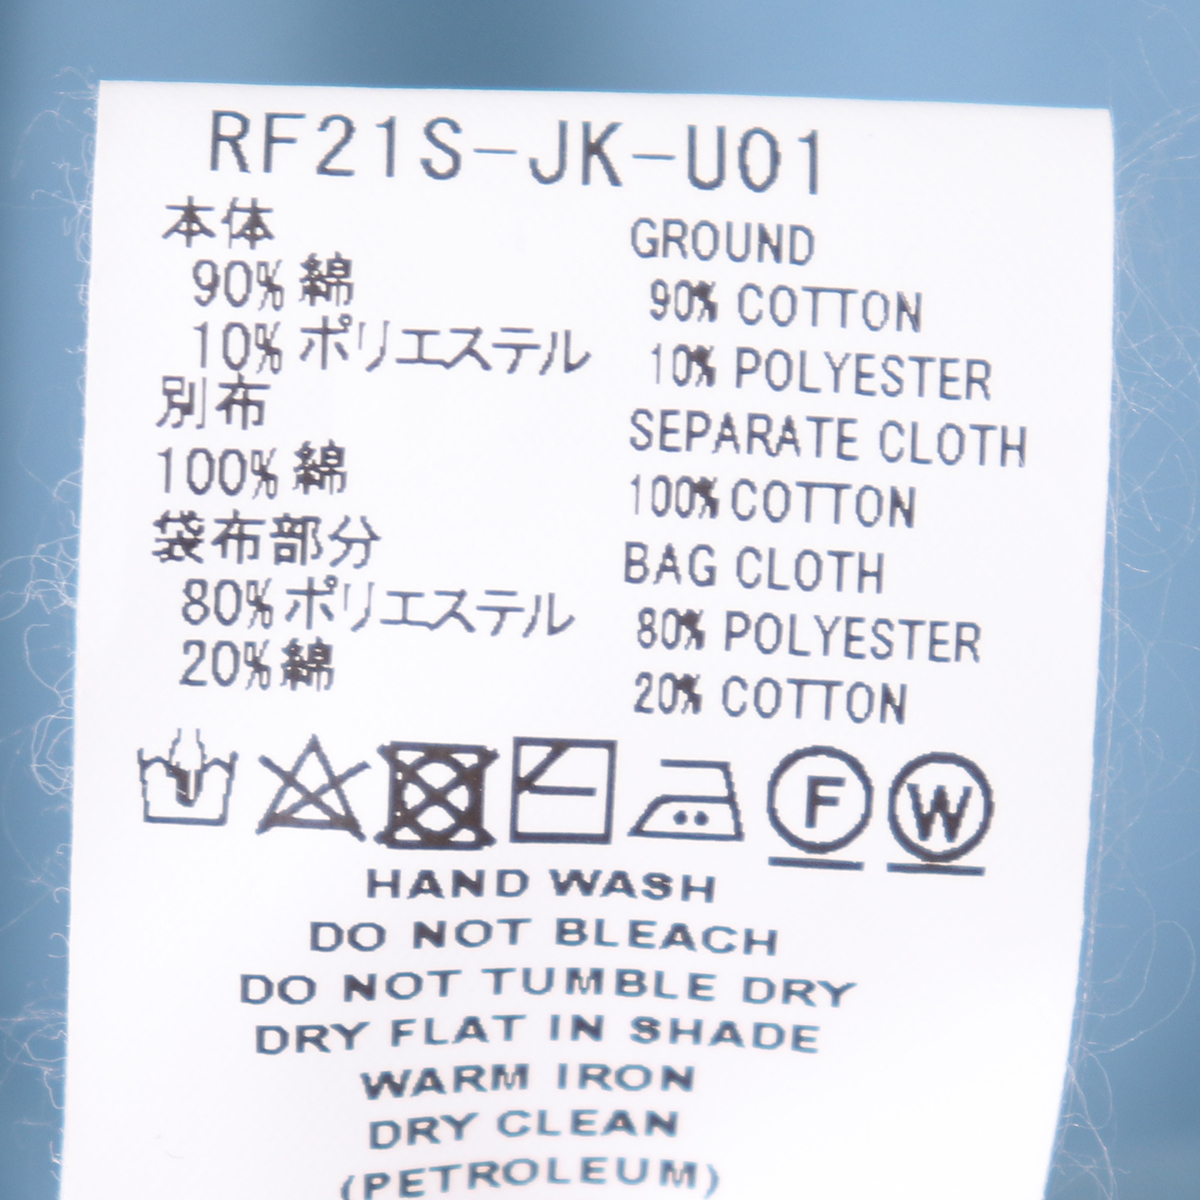 RF21S-JK-U01
本体
90% 綿
10% ポリエステル
別布
100% 綿
袋布部分
80% ポリエステル
20% 綿
GROUND
90% COTTON
10% POLYESTER
SEPARATE CLOTH
100% COTTON
BAG CLOTH
80% POLYESTER
20% COTTON
F
W
HAND WASH
DO NOT BLEACH
DO NOT TUMBLE DRY
DRY FLAT IN SHADE
WARM IRON
DRY CLEAN
(PETROLEUM)